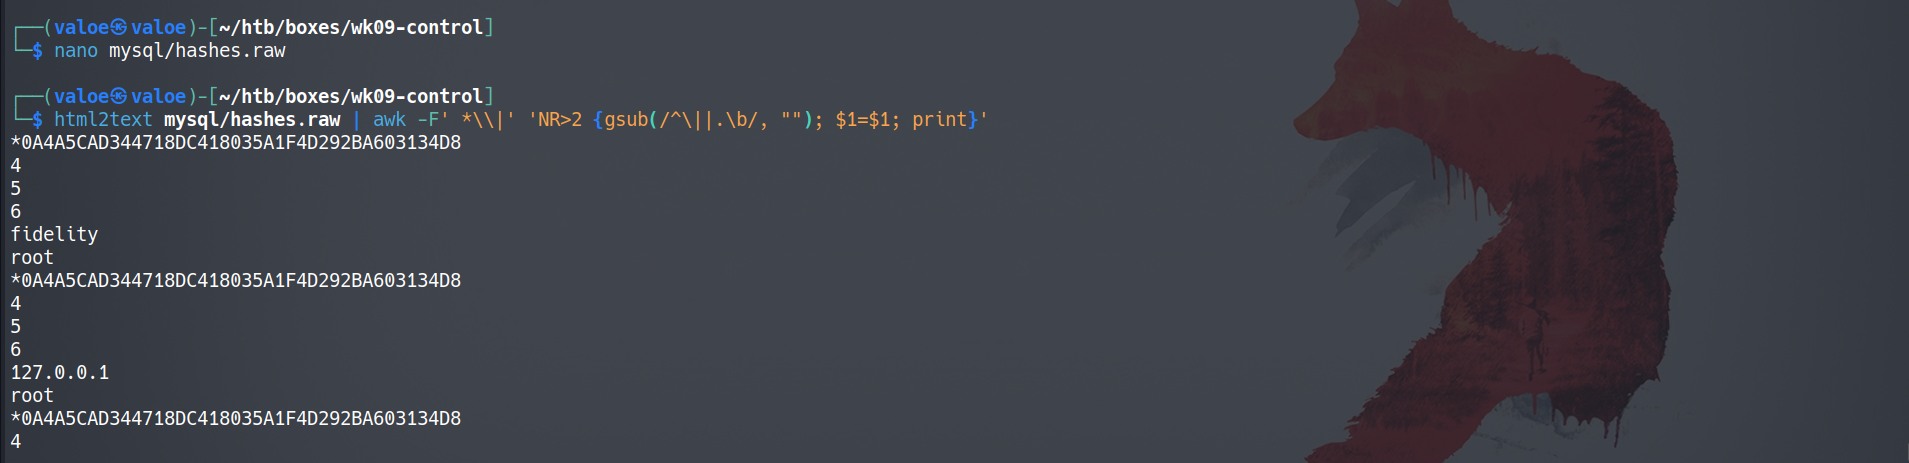 ┌──(valoe㉿valoe)-[~/htb/boxes/wk09-control]
└─$ nano mysql/hashes.raw
┌──(valoe㉿valoe)-[~/htb/boxes/wk09-control]
└─$ html2text mysql/hashes.raw | awk -F' *\\|' 'NR>2 {gsub(/^\||.\b/, ""); $1=$1; print}'
*0A4A5CAD344718DC418035A1F4D292BA603134D8
4
5
6
fidelity
root
*0A4A5CAD344718DC418035A1F4D292BA603134D8
4
5
6
127.0.0.1
root
*0A4A5CAD344718DC418035A1F4D292BA603134D8
4